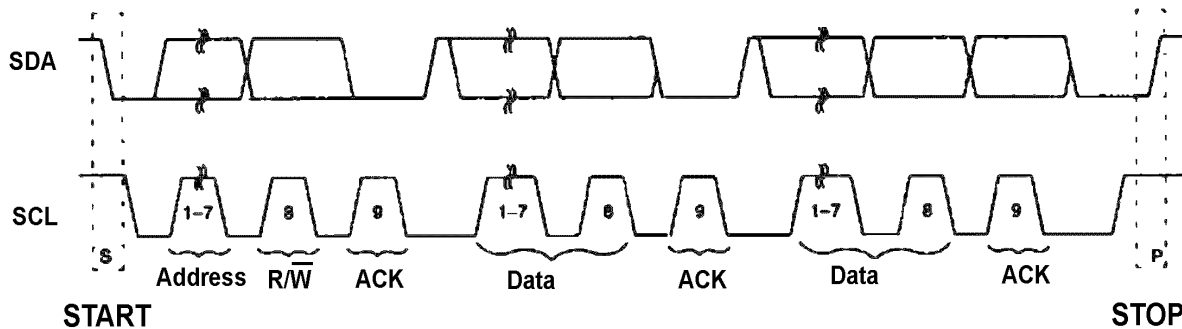 SDA
SCL
1-7 8 9 1-7 8 9 1-7 8 9
S P
Address R/W̅ ACK Data ACK Data ACK
START STOP